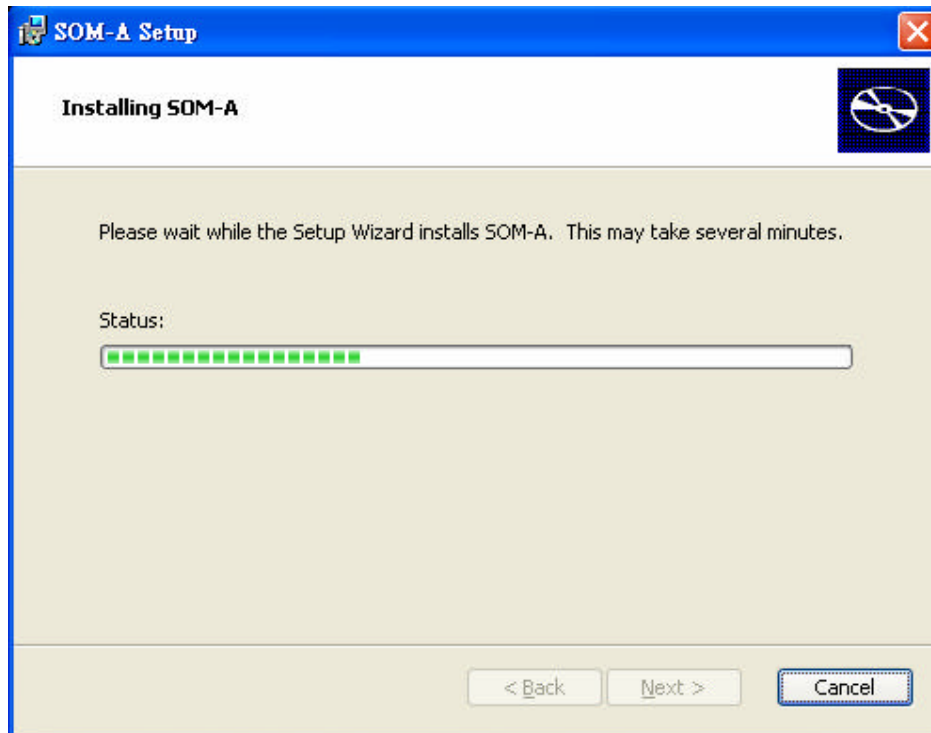 SOM-A Setup
Installing SOM-A
Please wait while the Setup Wizard installs SOM-A. This may take several minutes.
Status:
< Back Next > Cancel